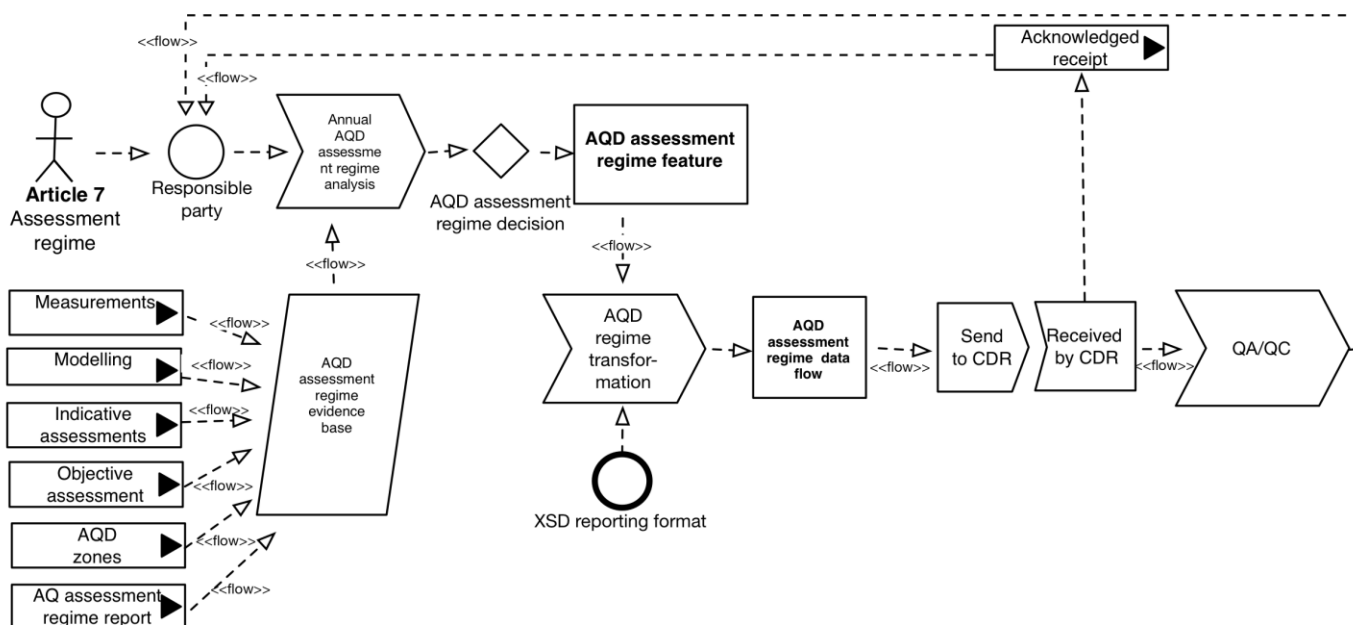 <<flow>>
<<flow>>
Acknowledged
receipt
Article 7
Assessment
regime
Responsible
party
Annual
AQD
assessme
nt regime
analysis
AQD assessment
regime decision
AQD assessment
regime feature
<<flow>>
<<flow>>
Measurements
<<flow>>
Modelling
<<flow>>
Indicative
assessments
<<flow>>
Objective
assessment
<<flow>>
AQD
zones
<<flow>>
AQ assessment
regime report
<<flow>>
AQD
assessment
regime
evidence
base
AQD
regime
transfor-
mation
XSD reporting format
AQD
assessment
regime data
flow
<<flow>>
Send
to CDR
Received
by CDR
<<flow>>
QA/QC